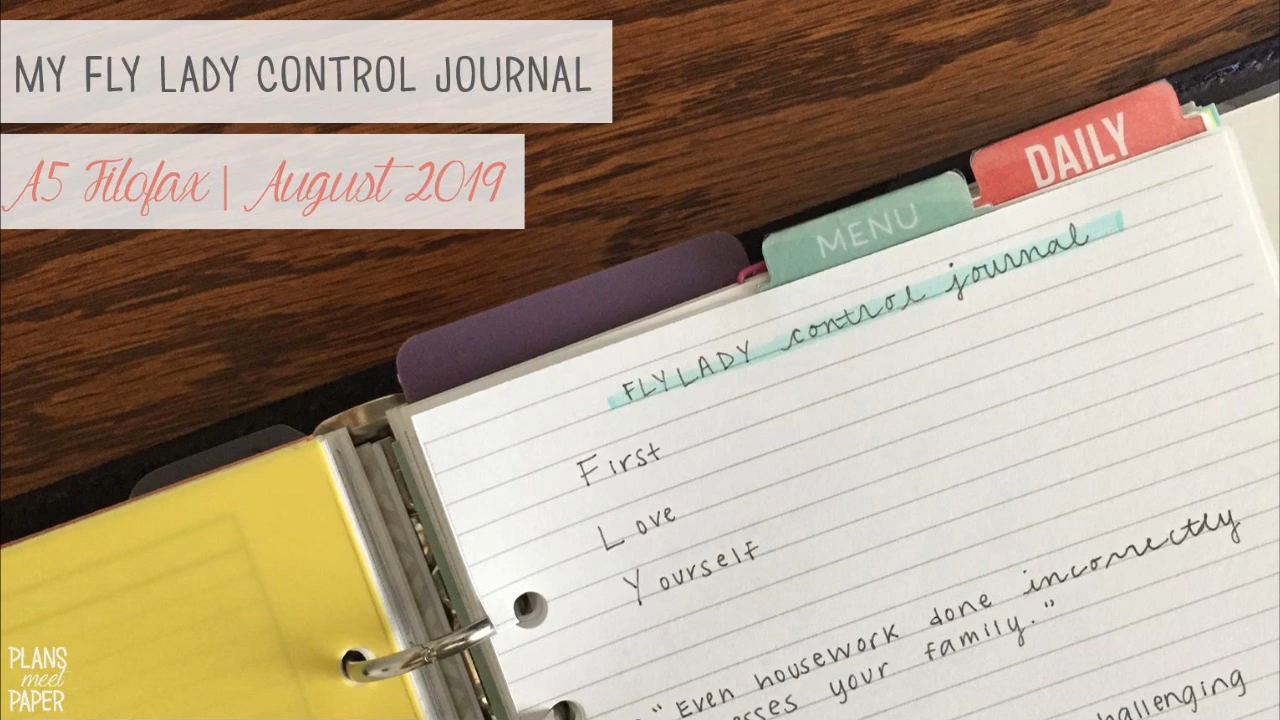 MY FLY LADY CONTROL JOURNAL
A5 Filofax | August 2019
DAILY
MENU
FLYLADY control journal
First
Love
Yourself
"Even housework done incorrectly
your family."
challenging
PLANS
meet
PAPER